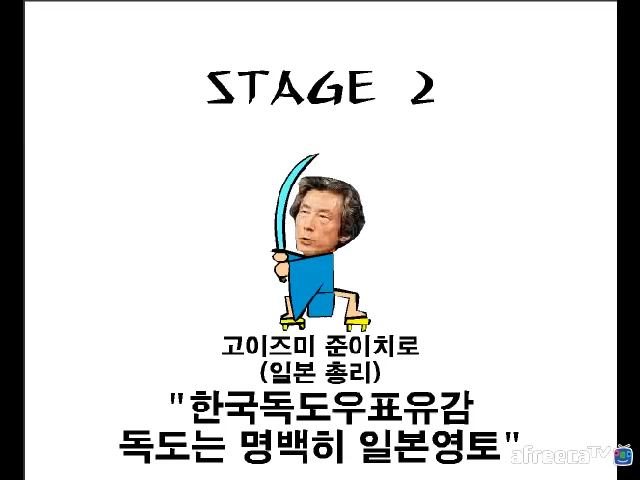 STAGE 2
고이즈미 준이치로
(일본 총리)
"한국독도우표유감
독도는 명백히 일본영토"
afreecaTV